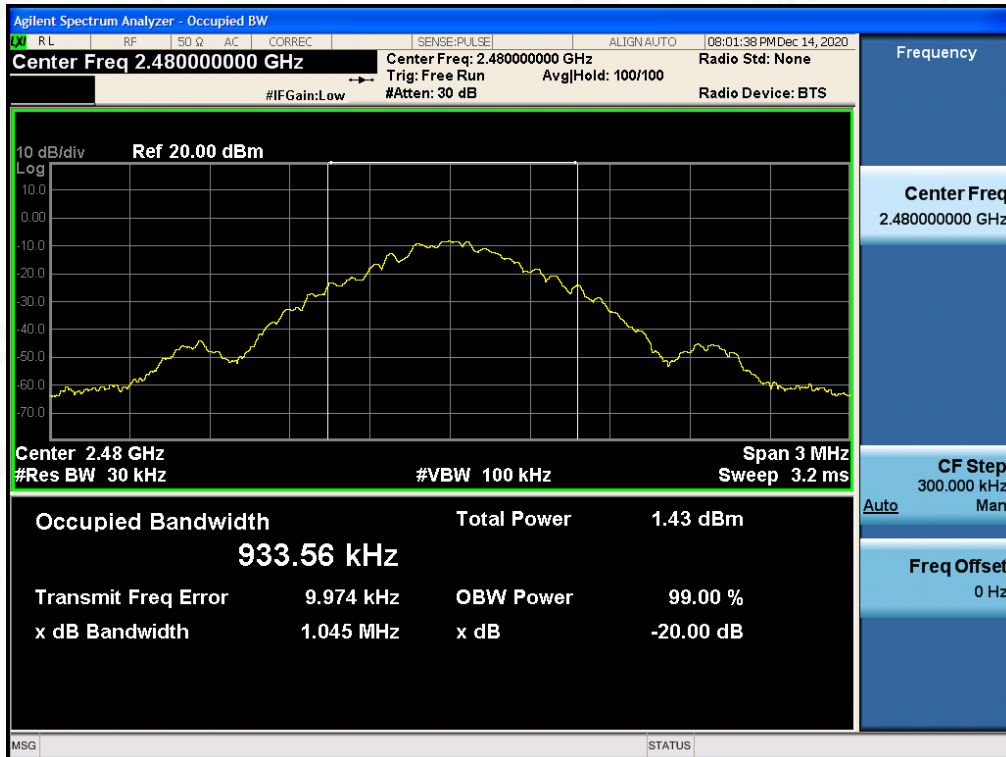 Agilent Spectrum Analyzer - Occupied BW
LXI RL RF 50 Ω AC CORREC SENSE:PULSE ALIGN AUTO 08:01:38 PM Dec 14, 2020
Center Freq 2.480000000 GHz
Center Freq: 2.480000000 GHz Radio Std: None
Trig: Free Run Avg|Hold: 100/100
#IFGain:Low #Atten: 30 dB Radio Device: BTS
10 dB/div Ref 20.00 dBm
Log
10.0
0.00
-10.0
-20.0
-30.0
-40.0
-50.0
-60.0
-70.0
Center 2.48 GHz Span 3 MHz
#Res BW 30 kHz #VBW 100 kHz Sweep 3.2 ms
Occupied Bandwidth Total Power 1.43 dBm
933.56 kHz
Transmit Freq Error 9.974 kHz OBW Power 99.00 %
x dB Bandwidth 1.045 MHz x dB -20.00 dB
MSG STATUS
Frequency
Center Freq
2.480000000 GHz
CF Step
300.000 kHz
Auto Man
Freq Offset
0 Hz